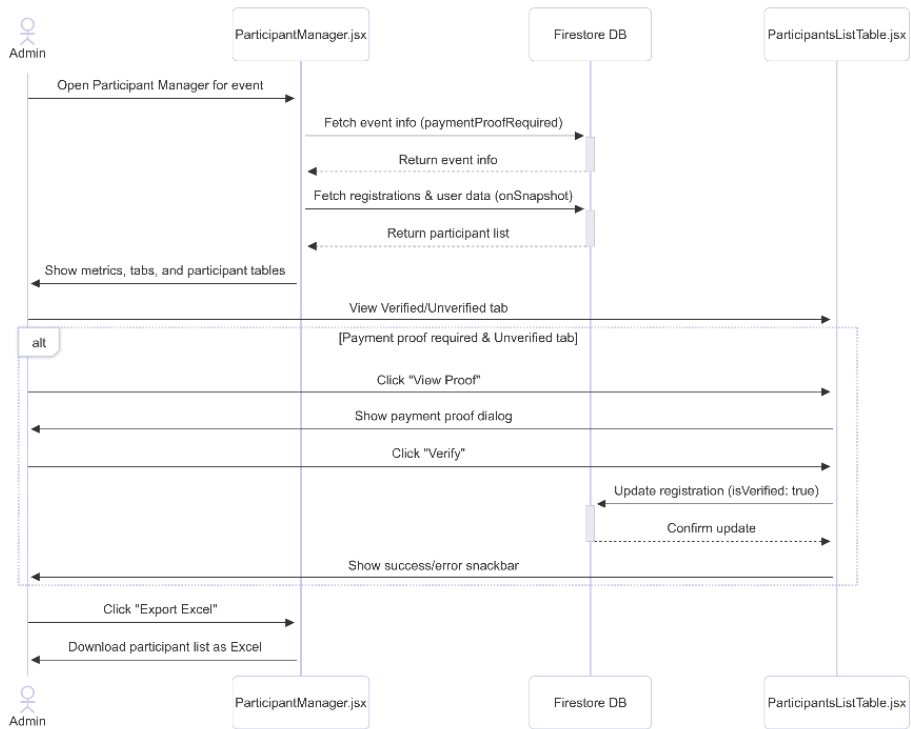 Admin
ParticipantManager.jsx
Firestore DB
ParticipantsListTable.jsx
Open Participant Manager for event
Fetch event info (paymentProofRequired)
Return event info
Fetch registrations & user data (onSnapshot)
Return participant list
Show metrics, tabs, and participant tables
View Verified/Unverified tab
alt
[Payment proof required & Unverified tab]
Click "View Proof"
Show payment proof dialog
Click "Verify"
Update registration (isVerified: true)
Confirm update
Show success/error snackbar
Click "Export Excel"
Download participant list as Excel
Admin
ParticipantManager.jsx
Firestore DB
ParticipantsListTable.jsx